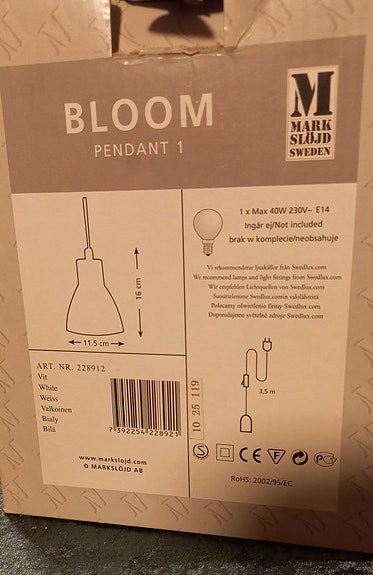 BLOOM
PENDANT 1
M
MARK
SLÖJD
SWEDEN
16 cm
11.5 cm
1 x Max 40W 230V~ E14
Ingår ej/Not included
brak w komplecie/neobsahuje
Vi rekommenderar ljuskällor från Swedlux.com
We recommend lamps and light fittings from Swedlux.com
Wir empfehlen Lichtquellen von Swedlux.com
Suosittelemme Swedlux.comin valolähteitä
Polecamy oświetlenie firmy Swedlux.com
Doporučujeme světelné zdroje Swedlux.com
ART. NR. 228912
Vit
White
Weiss
Valkoinen
Bialy
Bílá
7 392254 228921
10 25 119
3,5 m
www.markslojd.com
© MARKSLÖJD AB
S CE F PCT
RoHS: 2002/95/EC